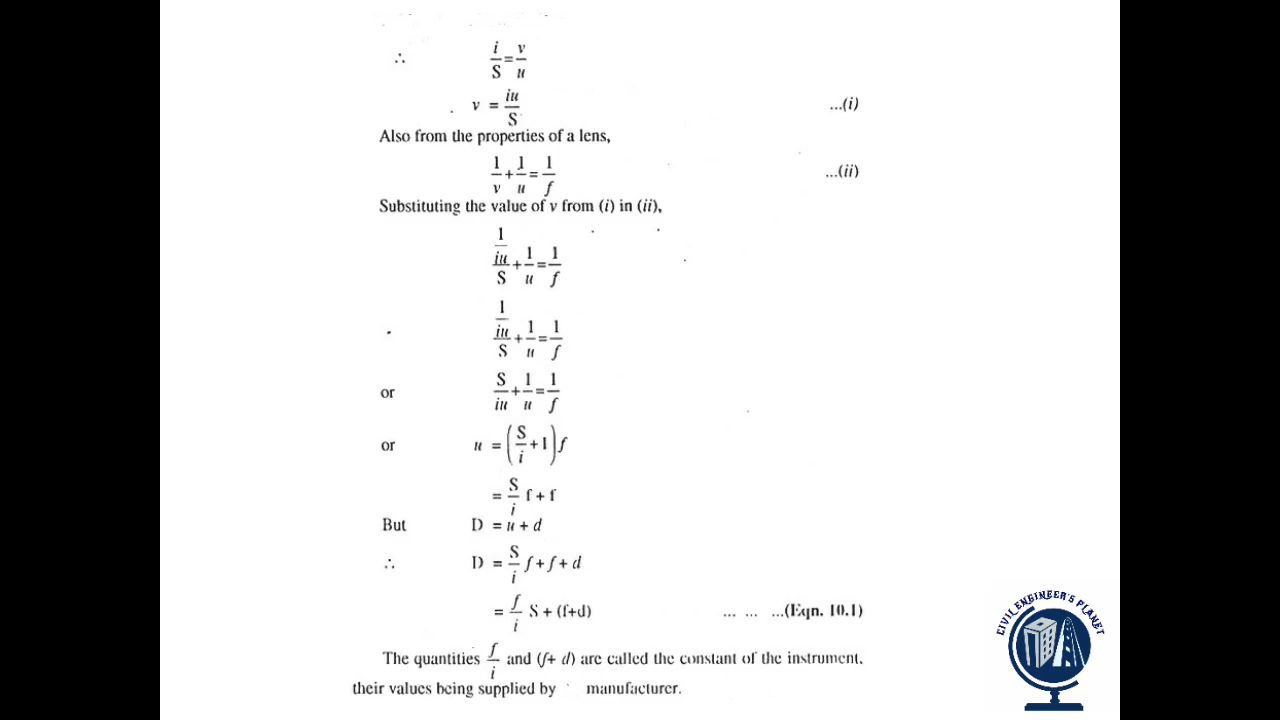 ∴ i/S = v/u
v = iu/S ...(i)
Also from the properties of a lens,
1/v + 1/u = 1/f ...(ii)
Substituting the value of v from (i) in (ii),
1/(iu/S) + 1/u = 1/f
1/(iu/S) + 1/u = 1/f
or S/iu + 1/u = 1/f
or u = (S/i + 1) f
= S/i f + f
But D = u + d
∴ D = S/i f + f + d
= f/i S + (f+d) ... ... ...(Eqn. 10.1)
The quantities f/i and (f+ d) are called the constant of the instrument.
their values being supplied by manufacturer.
CIVIL ENGINEER'S PLANET